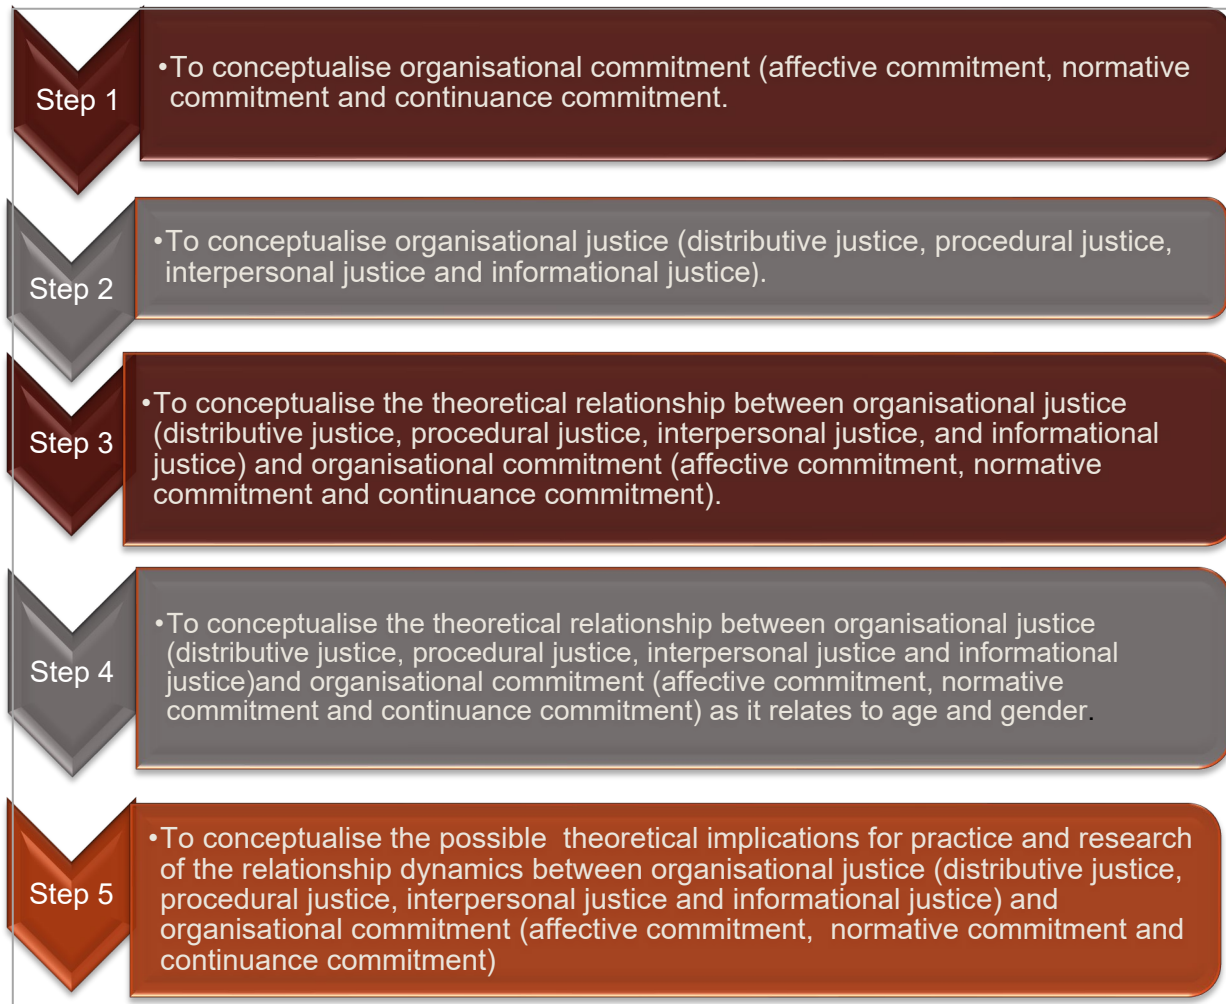 Step 1
•To conceptualise organisational commitment (affective commitment, normative
commitment and continuance commitment.
Step 2
•To conceptualise organisational justice (distributive justice, procedural justice,
interpersonal justice and informational justice).
Step 3
•To conceptualise the theoretical relationship between organisational justice
(distributive justice, procedural justice, interpersonal justice, and informational
justice) and organisational commitment (affective commitment, normative
commitment and continuance commitment).
Step 4
•To conceptualise the theoretical relationship between organisational justice
(distributive justice, procedural justice, interpersonal justice and informational
justice)and organisational commitment (affective commitment, normative
commitment and continuance commitment) as it relates to age and gender.
Step 5
•To conceptualise the possible  theoretical implications for practice and research
of the relationship dynamics between organisational justice (distributive justice,
procedural justice, interpersonal justice and informational justice) and
organisational commitment (affective commitment,  normative commitment and
continuance commitment)